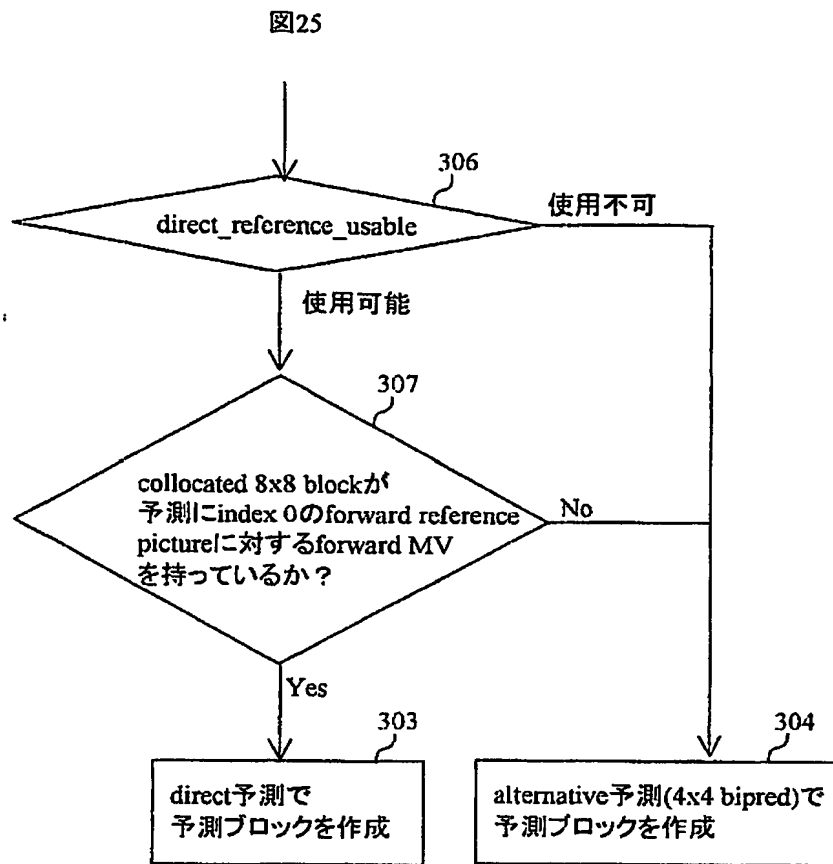 図25
306
direct_reference_usable
使用不可
使用可能
307
collocated 8x8 blockが
予測にindex 0のforward reference
pictureに対するforward MV
を持っているか？
No
Yes
303
direct予測で
予測ブロックを作成
304
alternative予測(4x4 bipred)で
予測ブロックを作成